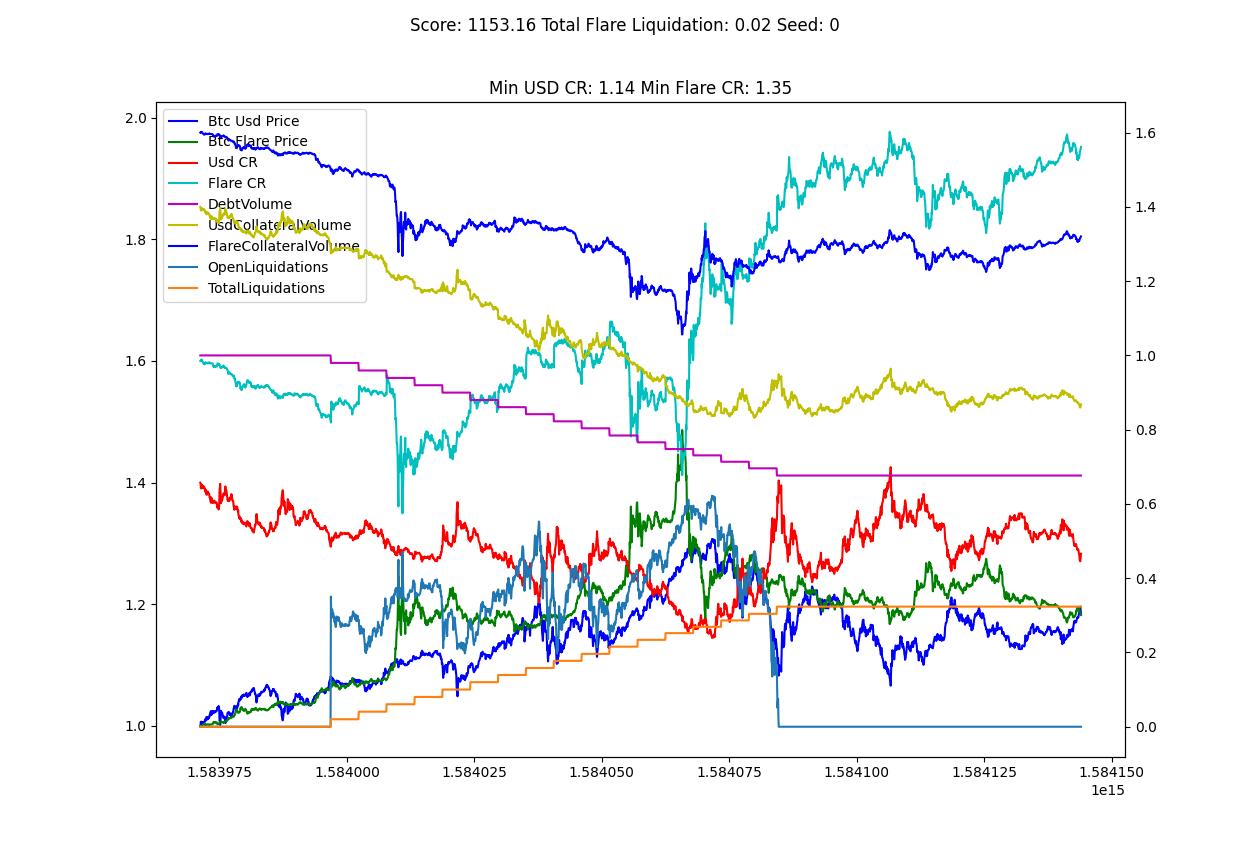 Score: 1153.16 Total Flare Liquidation: 0.02 Seed: 0
Min USD CR: 1.14 Min Flare CR: 1.35
Btc Usd Price
Btc Flare Price
Usd CR
Flare CR
DebtVolume
UsdCollateralVolume
FlareCollateralVolume
OpenLiquidations
TotalLiquidations
2.0
1.8
1.6
1.4
1.2
1.0
1.6
1.4
1.2
1.0
0.8
0.6
0.4
0.2
0.0
1.583975 1.584000 1.584025 1.584050 1.584075 1.584100 1.584125 1.584150
1e15